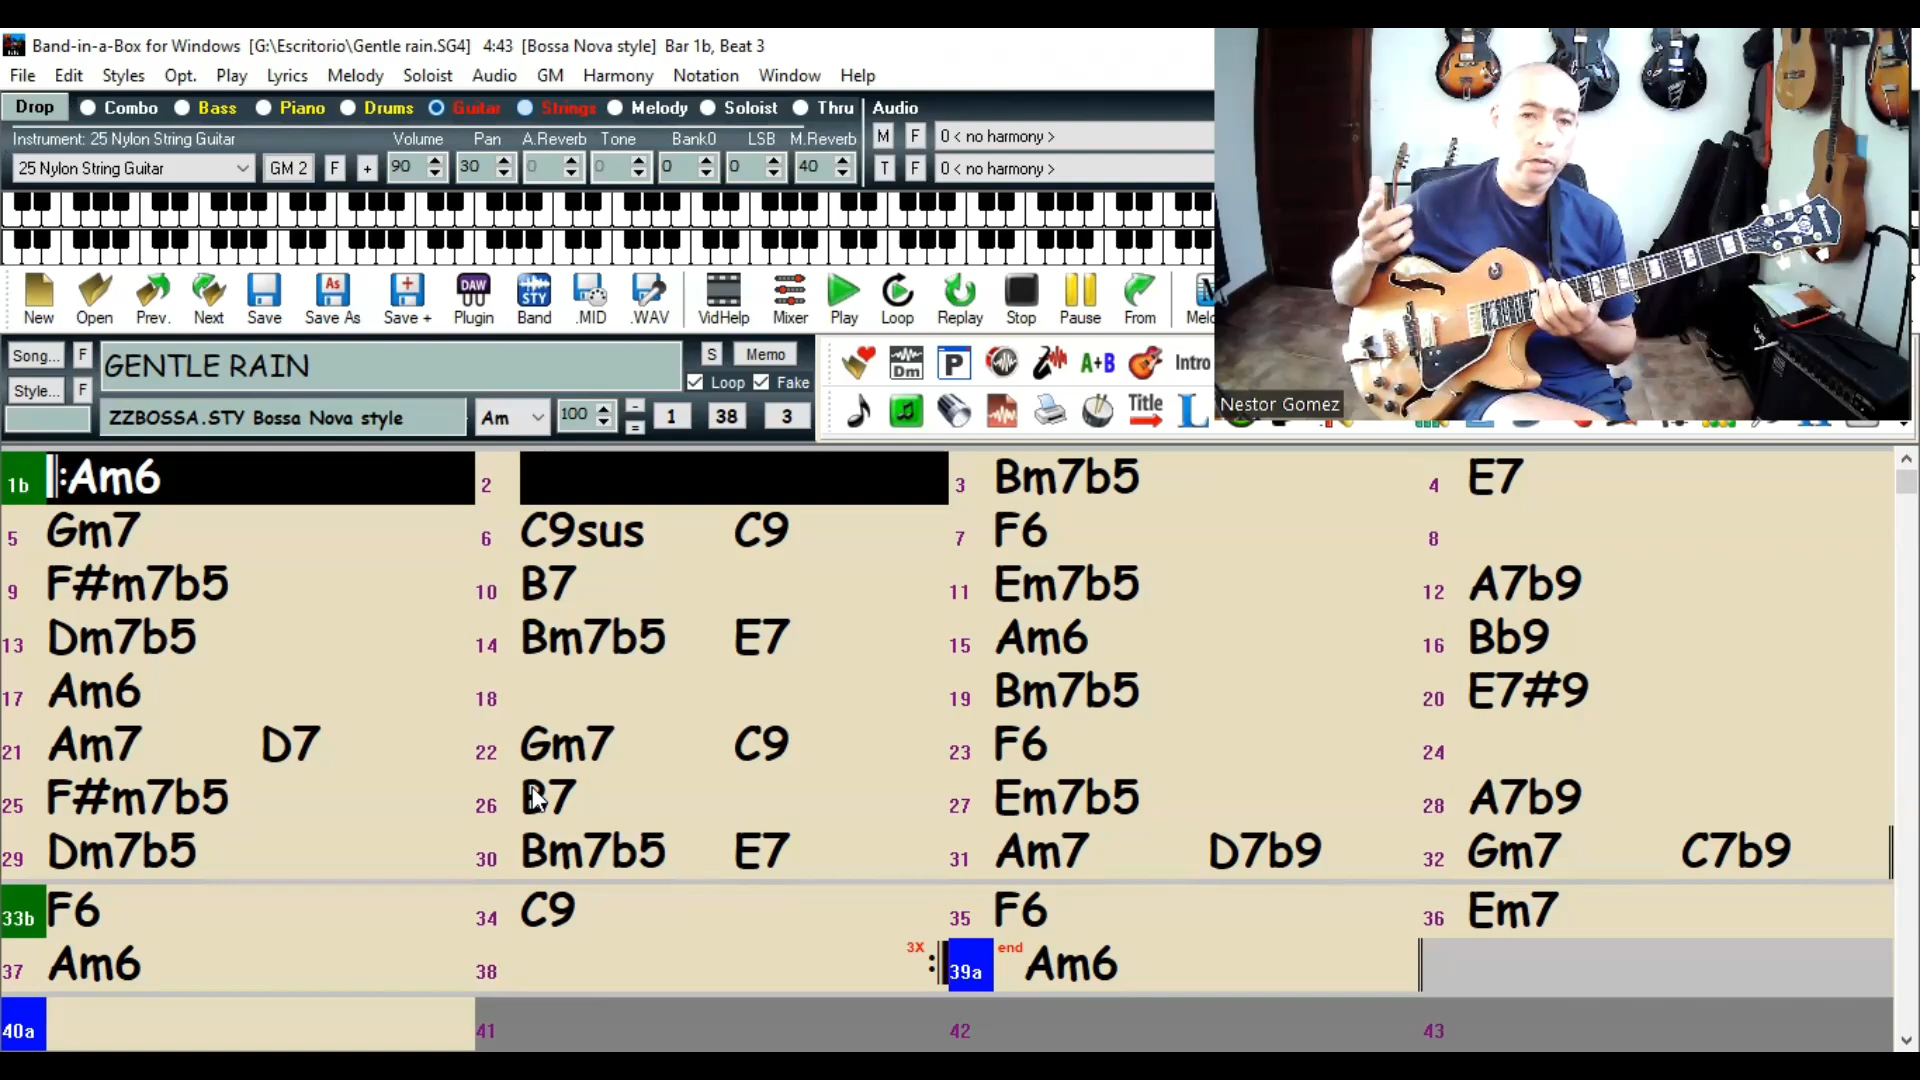 Band-in-a-Box for Windows [G:\Escritorio\Gentle rain.SG4] 4:43 [Bossa Nova style] Bar 1b, Beat 3
File Edit Styles Opt. Play Lyrics Melody Soloist Audio GM Harmony Notation Window Help
Drop Combo Bass Piano Drums Guitar Strings Melody Soloist Thru Audio
Instrument: 25 Nylon String Guitar Volume Pan A.Reverb Tone Bank0 LSB M.Reverb M F 0 < no harmony >
25 Nylon String Guitar GM 2 F + 90 30 0 0 0 0 40 T F 0 < no harmony >
New Open Prev. Next Save Save As Save + Plugin Band .MID .WAV VidHelp Mixer Play Loop Replay Stop Pause From
As DAW STY
Song... F GENTLE RAIN S Memo
Loop Fake
Dm P A+B Intro
Style... F
ZZBOSSA.STY Bossa Nova style Am 100 - = 1 38 3 Title L
Nestor Gomez
1b Am6 2 3 Bm7b5 4 E7
5 Gm7 6 C9sus C9 7 F6 8
9 F#m7b5 10 B7 11 Em7b5 12 A7b9
13 Dm7b5 14 Bm7b5 E7 15 Am6 16 Bb9
17 Am6 18 19 Bm7b5 20 E7#9
21 Am7 D7 22 Gm7 C9 23 F6 24
25 F#m7b5 26 B7 27 Em7b5 28 A7b9
29 Dm7b5 30 Bm7b5 E7 31 Am7 D7b9 32 Gm7 C7b9
33b F6 34 C9 35 F6 36 Em7
37 Am6 38 3X 39a end Am6
40a 41 42 43